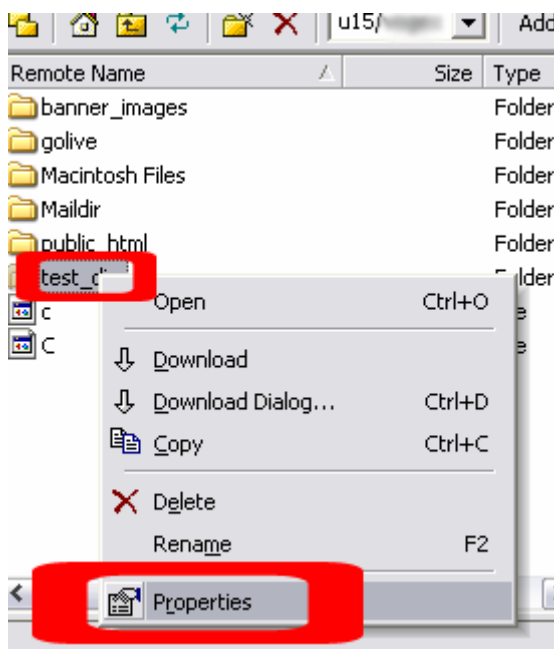 u15/ Add
Remote Name Size Type
banner_images Folder
golive Folder
Macintosh Files Folder
Maildir Folder
public_html Folder
test_di
Open Ctrl+O
c
C
Download
Download Dialog... Ctrl+D
Copy Ctrl+C
Delete
Rename F2
Properties